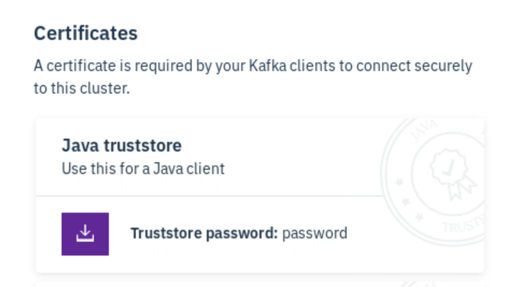 Certificates
A certificate is required by your Kafka clients to connect securely
to this cluster.
Java truststore
Use this for a Java client
JAVA
Truststore password: password